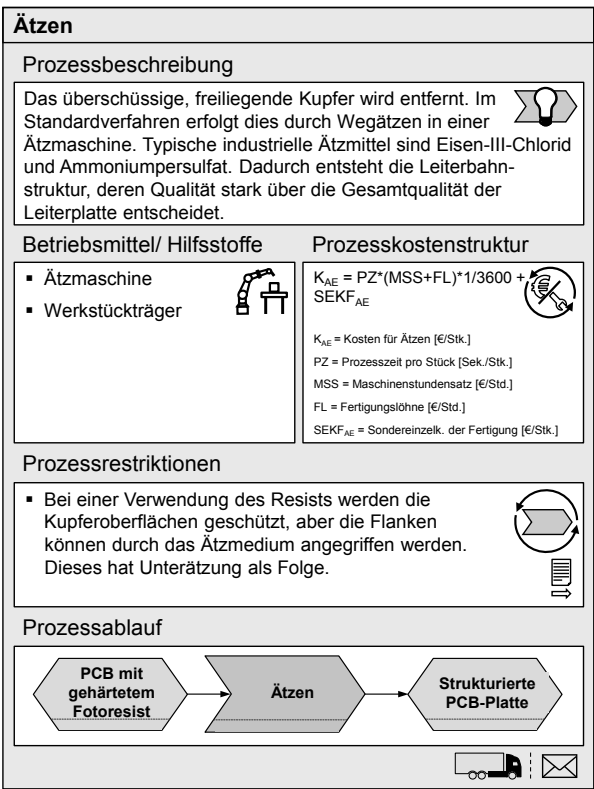 Ätzen
Prozessbeschreibung
Das überschüssige, freiliegende Kupfer wird entfernt. Im
Standardverfahren erfolgt dies durch Wegätzen in einer
Ätzmaschine. Typische industrielle Ätzmittel sind Eisen-III-Chlorid
und Ammoniumpersulfat. Dadurch entsteht die Leiterbahn-
struktur, deren Qualität stark über die Gesamtqualität der
Leiterplatte entscheidet.
Betriebsmittel/ Hilfsstoffe
▪ Ätzmaschine
▪ Werkstückträger
Prozesskostenstruktur
K_AE = PZ*(MSS+FL)*1/3600 +
SEKF_AE
K_AE = Kosten für Ätzen [€/Stk.]
PZ = Prozesszeit pro Stück [Sek./Stk.]
MSS = Maschinenstundensatz [€/Std.]
FL = Fertigungslöhne [€/Std.]
SEKF_AE = Sondereinzelk. der Fertigung [€/Stk.]
Prozessrestriktionen
▪ Bei einer Verwendung des Resists werden die
Kupferoberflächen geschützt, aber die Flanken
können durch das Ätzmedium angegriffen werden.
Dieses hat Unterätzung als Folge.
Prozessablauf
PCB mit
gehärtetem
Fotoresist
Ätzen
Strukturierte
PCB-Platte